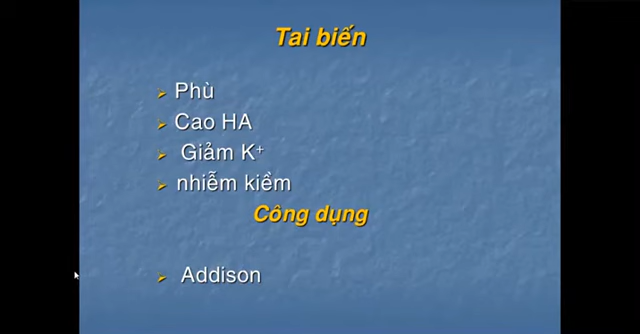 Tai biến
Phù
Cao HA
Giảm K⁺
nhiễm kiềm
Công dụng
Addison